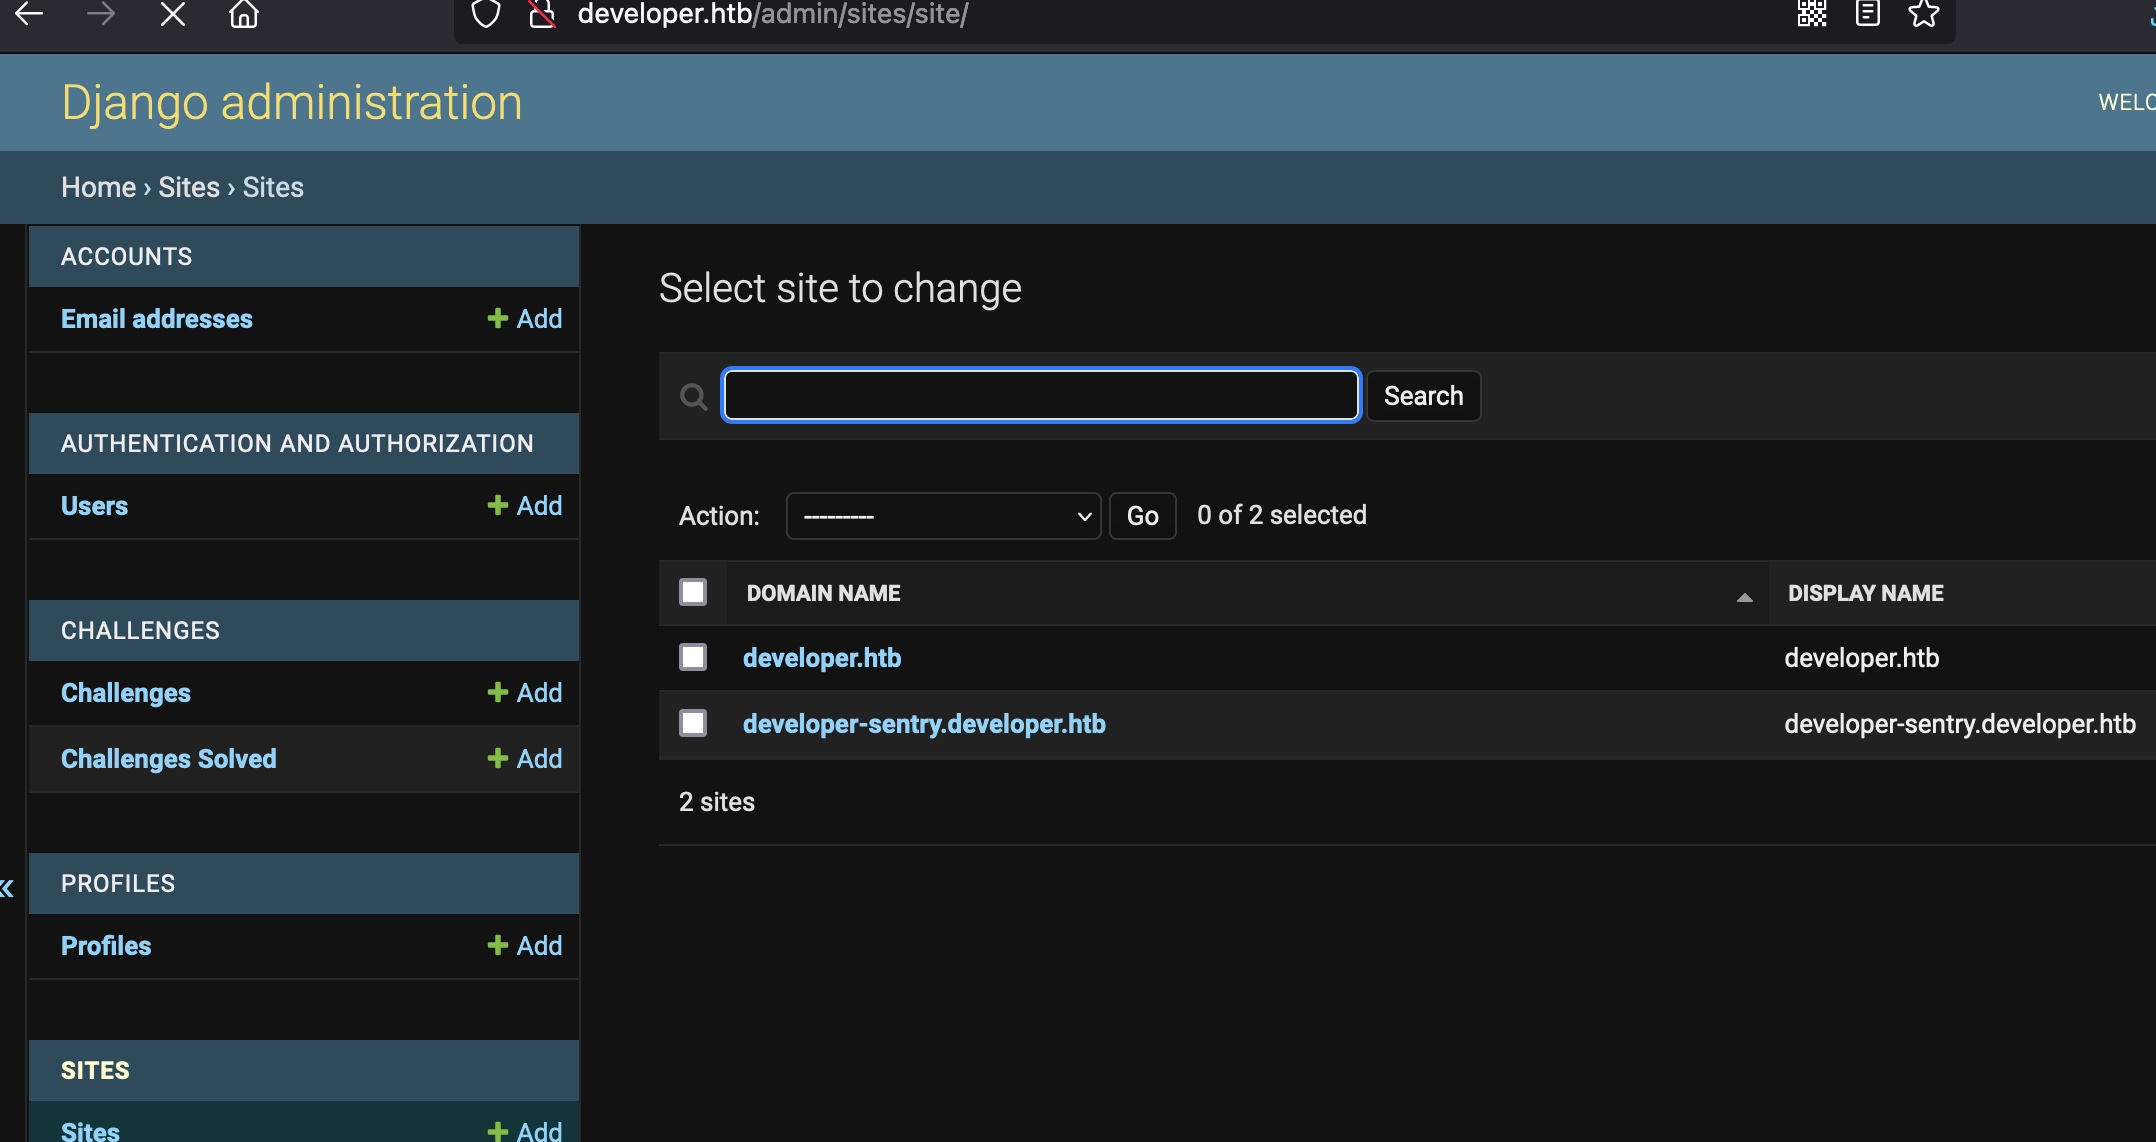 developer.htb/admin/sites/site/
Django administration
WELC
Home › Sites › Sites
ACCOUNTS
Email addresses + Add
AUTHENTICATION AND AUTHORIZATION
Users + Add
CHALLENGES
Challenges + Add
Challenges Solved + Add
«
PROFILES
Profiles + Add
SITES
Sites + Add
Select site to change
Search
Action: --------- Go 0 of 2 selected
DOMAIN NAME DISPLAY NAME
developer.htb developer.htb
developer-sentry.developer.htb developer-sentry.developer.htb
2 sites